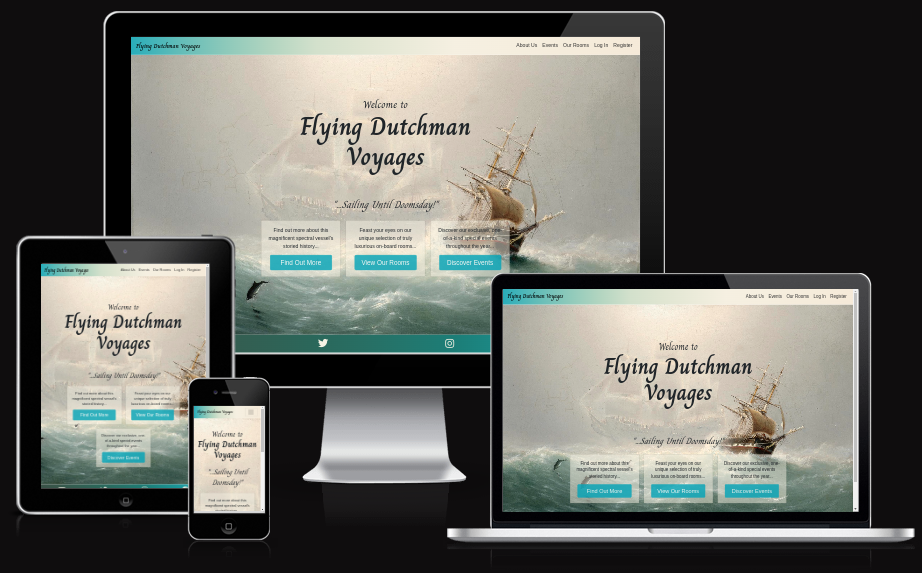 Flying Dutchman Voyages
About Us Events Our Rooms Log In Register
Welcome to
Flying Dutchman
Voyages
"...Sailing Until Doomsday!"
Find out more about this
magnificent spectral vessel's
storied history...
Find Out More
Feast your eyes on our
unique selection of truly
luxurious on-board rooms...
View Our Rooms
Discover our exclusive, one-
of-a-kind special events
throughout the year...
Discover Events
Flying Dutchman Voyages
About Us Events Our Rooms Log In Register
Welcome to
Flying Dutchman
Voyages
"...Sailing Until Doomsday!"
Find out more about this
magnificent spectral vessel's
storied history...
Find Out More
Feast your eyes on our
unique selection of truly
luxurious on-board rooms...
View Our Rooms
Discover our exclusive, one-
of-a-kind special events
throughout the year...
Discover Events
Flying Dutchman Voyages
Welcome to
Flying Dutchman
Voyages
"...Sailing Until
Doomsday!"
Find out more about this
magnificent spectral vessel's
Flying Dutchman Voyages
About Us Events Our Rooms Log In Register
Welcome to
Flying Dutchman
Voyages
"...Sailing Until Doomsday!"
Find out more about this
magnificent spectral vessel's
storied history...
Find Out More
Feast your eyes on our
unique selection of truly
luxurious on-board rooms...
View Our Rooms
Discover our exclusive, one-
of-a-kind special events
throughout the year...
Discover Events